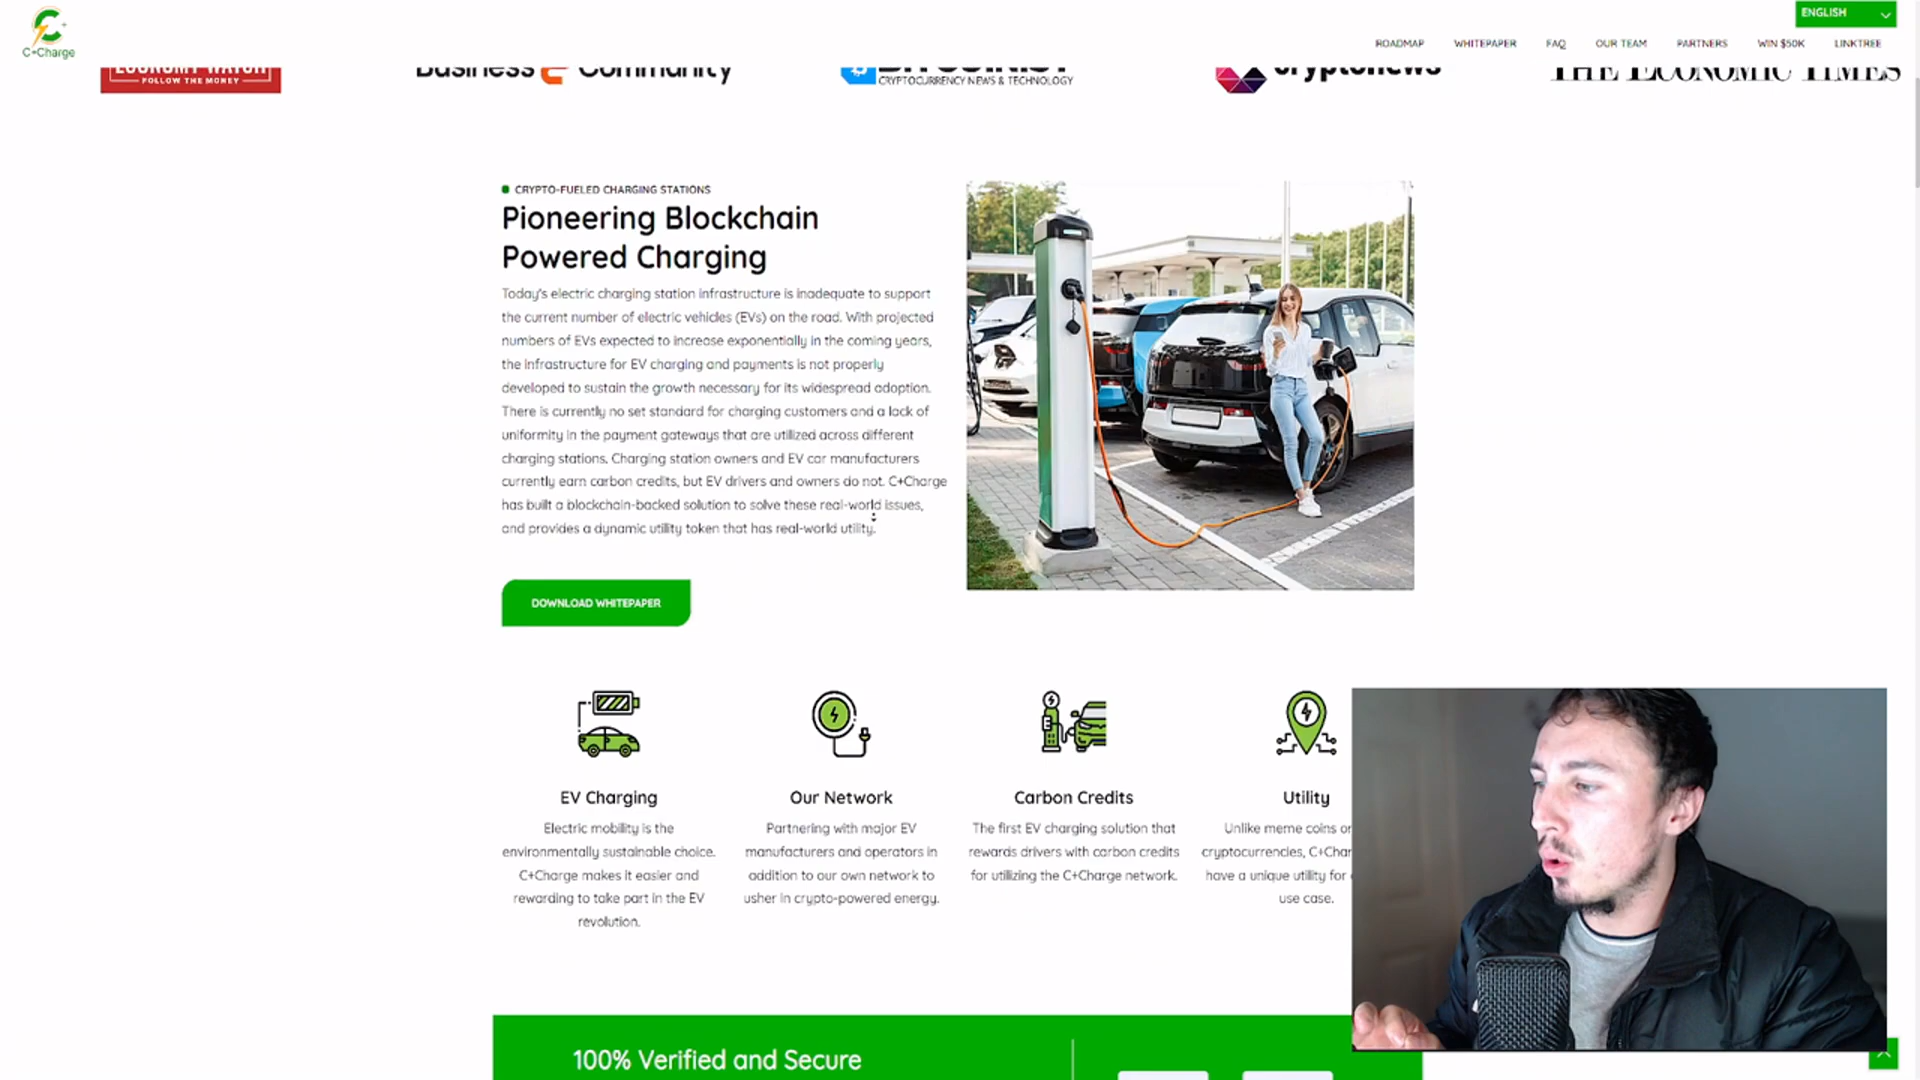 C+Charge
ENGLISH
ROADMAP WHITEPAPER FAQ OUR TEAM PARTNERS WIN $50K LINKTREE
ECONOMY WATCH
FOLLOW THE MONEY
Business 2 Community
BITCOINIST
CRYPTOCURRENCY NEWS & TECHNOLOGY
cryptonews
THE ECONOMIC TIMES
CRYPTO-FUELED CHARGING STATIONS
Pioneering Blockchain
Powered Charging
Today's electric charging station infrastructure is inadequate to support
the current number of electric vehicles (EVs) on the road. With projected
numbers of EVs expected to increase exponentially in the coming years,
the infrastructure for EV charging and payments is not properly
developed to sustain the growth necessary for its widespread adoption.
There is currently no set standard for charging customers and a lack of
uniformity in the payment gateways that are utilized across different
charging stations. Charging station owners and EV car manufacturers
currently earn carbon credits, but EV drivers and owners do not. C+Charge
has built a blockchain-backed solution to solve these real-world issues,
and provides a dynamic utility token that has real-world utility.
DOWNLOAD WHITEPAPER
EV Charging
Electric mobility is the
environmentally sustainable choice.
C+Charge makes it easier and
rewarding to take part in the EV
revolution.
Our Network
Partnering with major EV
manufacturers and operators in
addition to our own network to
usher in crypto-powered energy.
Carbon Credits
The first EV charging solution that
rewards drivers with carbon credits
for utilizing the C+Charge network.
Utility
Unlike meme coins or
cryptocurrencies, C+Char
have a unique utility for
use case.
100% Verified and Secure